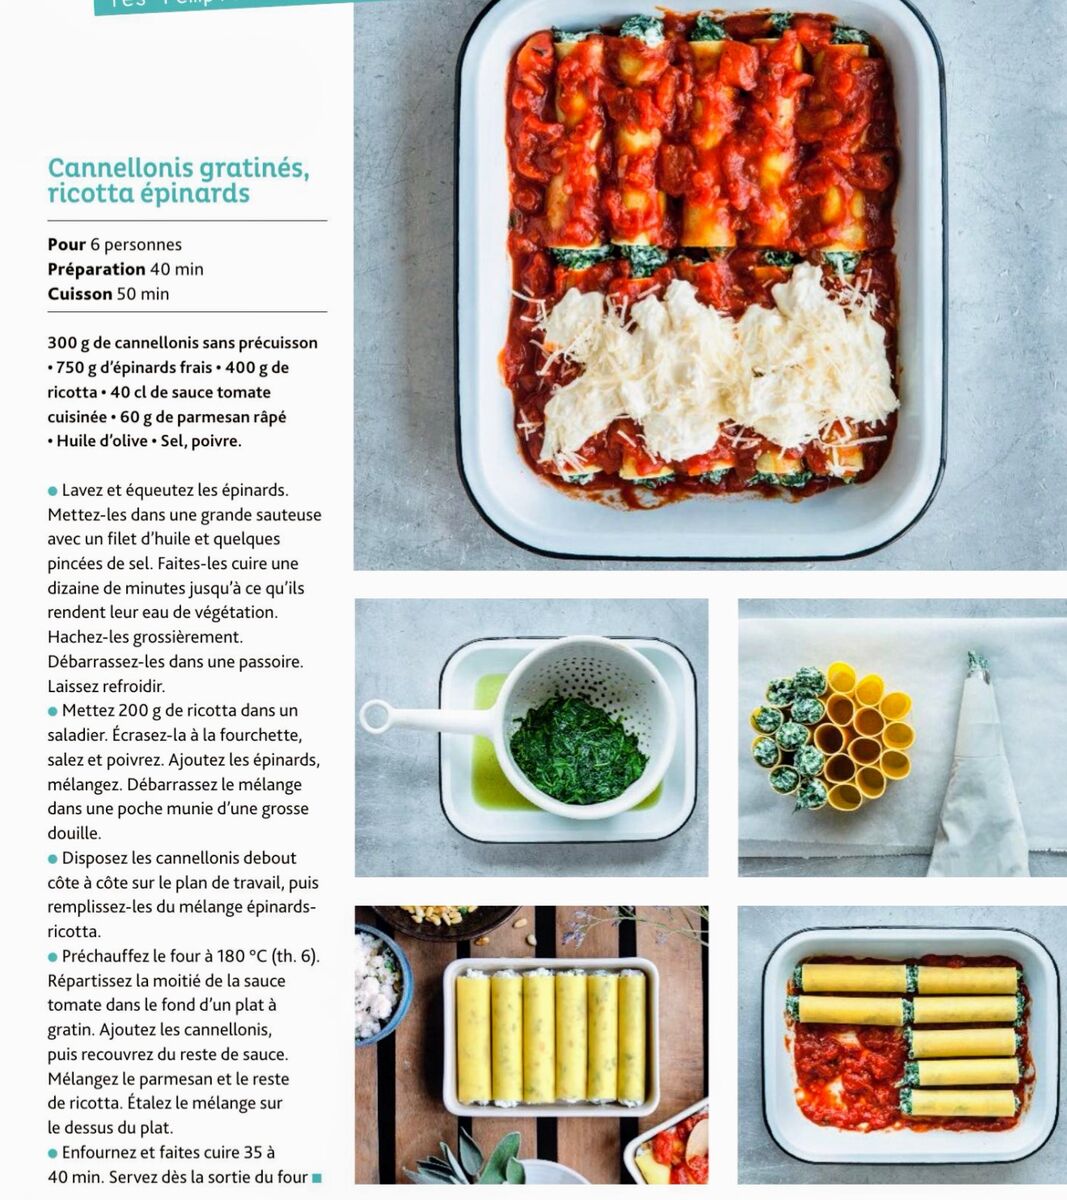 Cannellonis gratinés,
ricotta épinards
Pour 6 personnes
Préparation 40 min
Cuisson 50 min
300 g de cannellonis sans précuisson
• 750 g d’épinards frais • 400 g de
ricotta • 40 cl de sauce tomate
cuisinée • 60 g de parmesan râpé
• Huile d’olive • Sel, poivre.
● Lavez et équeutez les épinards.
Mettez-les dans une grande sauteuse
avec un filet d’huile et quelques
pincées de sel. Faites-les cuire une
dizaine de minutes jusqu’à ce qu’ils
rendent leur eau de végétation.
Hachez-les grossièrement.
Débarrassez-les dans une passoire.
Laissez refroidir.
● Mettez 200 g de ricotta dans un
saladier. Écrasez-la à la fourchette,
salez et poivrez. Ajoutez les épinards,
mélangez. Débarrassez le mélange
dans une poche munie d’une grosse
douille.
● Disposez les cannellonis debout
côte à côte sur le plan de travail, puis
remplissez-les du mélange épinards-
ricotta.
● Préchauffez le four à 180 °C (th. 6).
Répartissez la moitié de la sauce
tomate dans le fond d’un plat à
gratin. Ajoutez les cannellonis,
puis recouvrez du reste de sauce.
Mélangez le parmesan et le reste
de ricotta. Étalez le mélange sur
le dessus du plat.
● Enfournez et faites cuire 35 à
40 min. Servez dès la sortie du four ■